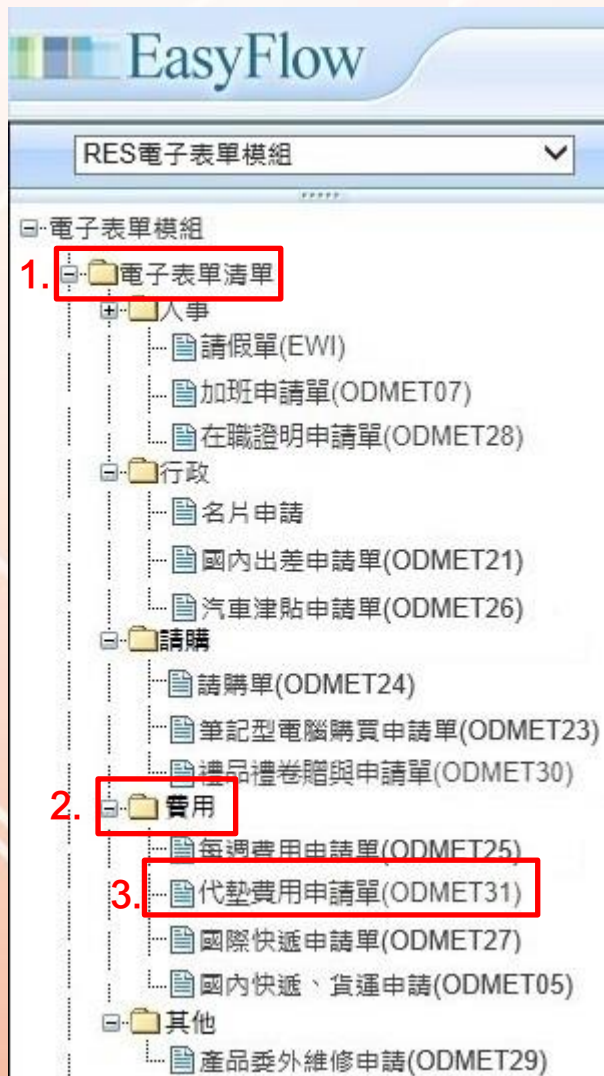 EasyFlow
RES電子表單模組
電子表單模組
1. 電子表單清單
人事
請假單(EWI)
加班申請單(ODMET07)
在職證明申請單(ODMET28)
行政
名片申請
國內出差申請單(ODMET21)
汽車津貼申請單(ODMET26)
請購
請購單(ODMET24)
筆記型電腦購買申請單(ODMET23)
禮品禮卷贈與申請單(ODMET30)
2. 費用
每週費用申請單(ODMET25)
3. 代墊費用申請單(ODMET31)
國際快遞申請單(ODMET27)
國內快遞、貨運申請(ODMET05)
其他
產品委外維修申請(ODMET29)